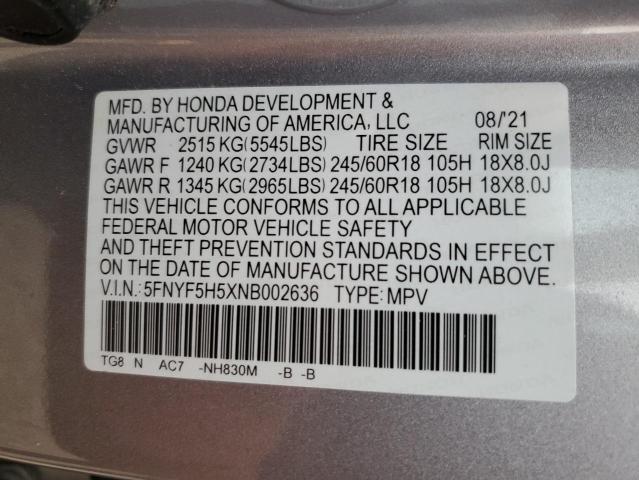 MFD. BY HONDA DEVELOPMENT &
MANUFACTURING OF AMERICA, LLC 08/'21
GVWR 2515 KG(5545LBS) TIRE SIZE RIM SIZE
GAWR F 1240 KG(2734LBS) 245/60R18 105H 18X8.0J
GAWR R 1345 KG(2965LBS) 245/60R18 105H 18X8.0J
THIS VEHICLE CONFORMS TO ALL APPLICABLE
FEDERAL MOTOR VEHICLE SAFETY
AND THEFT PREVENTION STANDARDS IN EFFECT
ON THE DATE OF MANUFACTURE SHOWN ABOVE.
V.I.N.:5FNYF5H5XNB002636 TYPE:MPV
TG8 N AC7 -NH830M -B -B